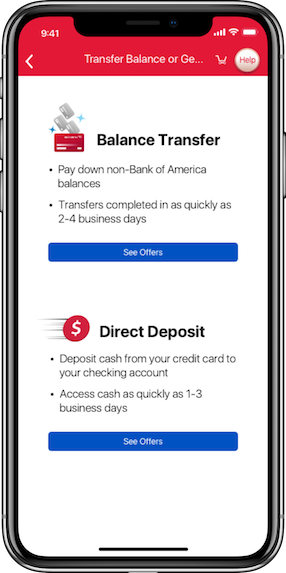 9:41
Transfer Balance or Ge...
Help
Balance Transfer
• Pay down non-Bank of America
balances
• Transfers completed in as quickly as
2-4 business days
See Offers
$
Direct Deposit
• Deposit cash from your credit card to
your checking account
• Access cash as quickly as 1-3
business days
See Offers